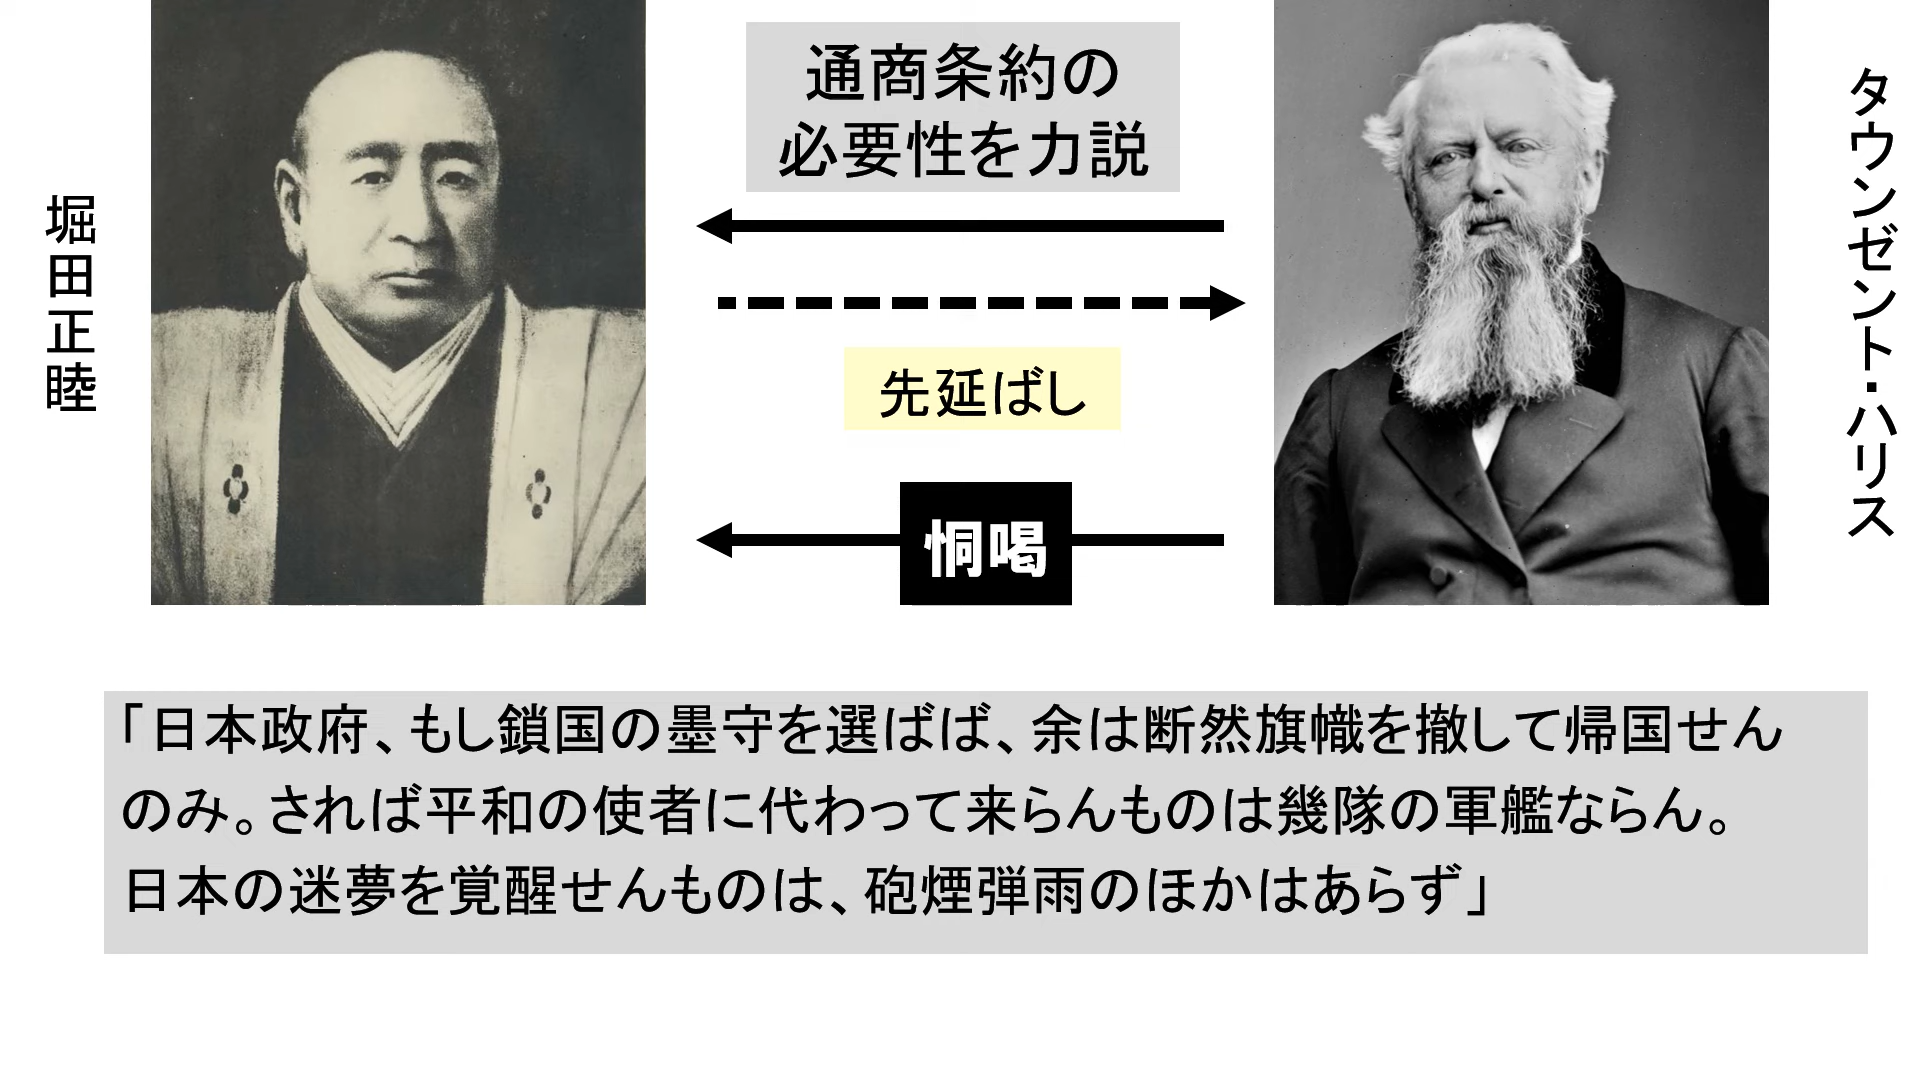 通商条約の
必要性を力説
堀田正睦
タウンゼント・ハリス
先延ばし
恫喝
「日本政府、もし鎖国の墨守を選ばば、余は断然旗幟を撤して帰国せん
のみ。されば平和の使者に代わって来らんものは幾隊の軍艦ならん。
日本の迷夢を覚醒せんものは、砲煙弾雨のほかはあらず」